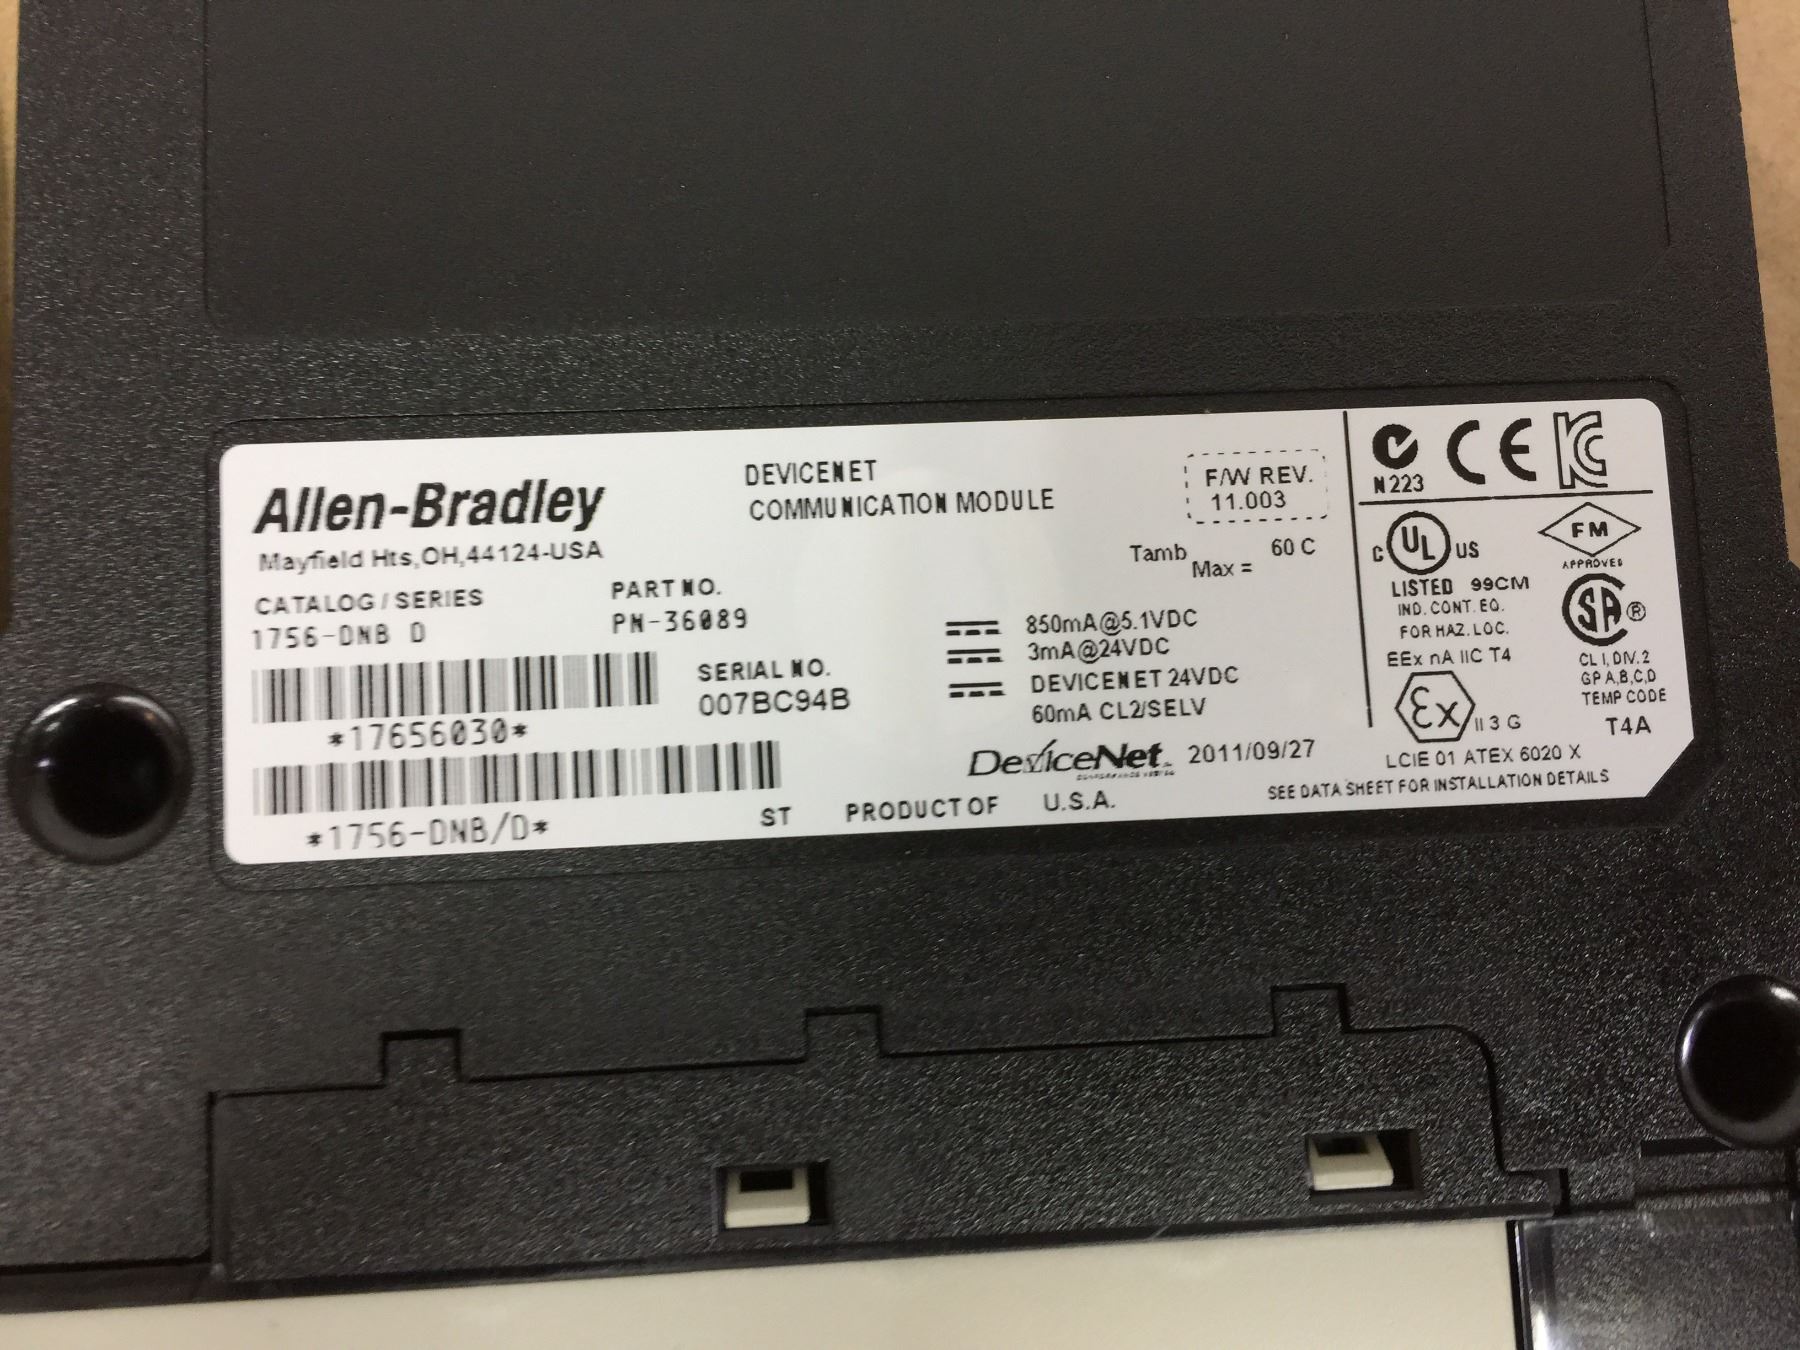 Allen-Bradley
Mayfield Hts,OH,44124-USA
CATALOG / SERIES
1756-DNB D
PART NO.
PN-36089
SERIAL NO.
007BC94B
*17656030*
*1756-DNB/D*
DEVICENET
COMMUNICATION MODULE
F/W REV.
11.003
Tamb
Max = 60 C
850mA@5.1VDC
3mA@24VDC
DEVICENET 24VDC
60mA CL2/SELV
DeviceNet 2011/09/27
ST PRODUCT OF U.S.A.
N223
CE
C UL US
LISTED 99CM
IND. CONT. EQ.
FOR HAZ. LOC.
EEx nA IIC T4
Ex II 3 G
FM
APPROVED
SA ®
CL I, DIV. 2
GP A,B,C,D
TEMP CODE
T4A
LCIE 01 ATEX 6020 X
SEE DATA SHEET FOR INSTALLATION DETAILS